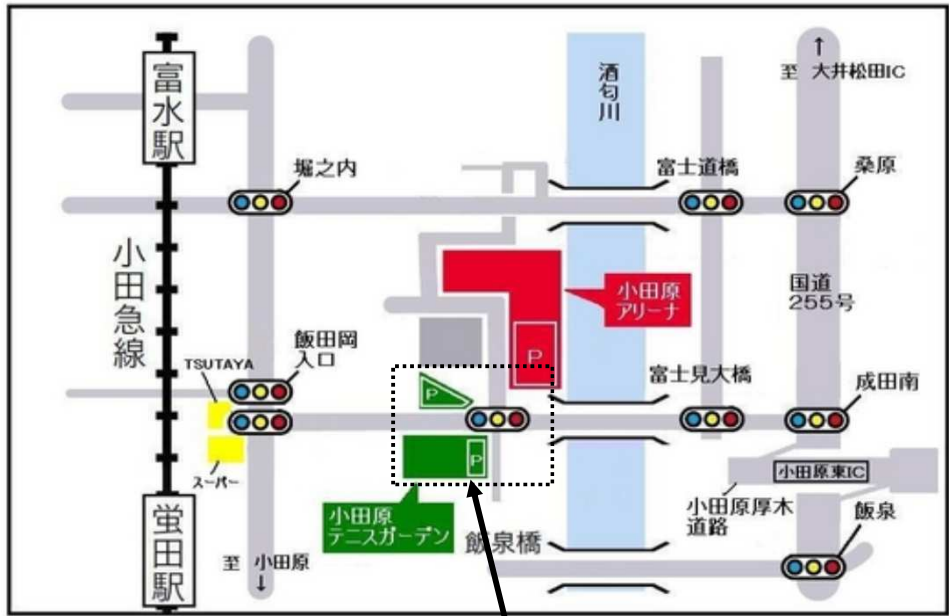 富水駅
小田急線
蛍田駅
堀之内
酒匂川
富士道橋
↑
至 大井松田IC
桑原
国道
255号
小田原
アリーナ
P
飯田岡
入口
TSUTAYA
スーパー
P
P
富士見大橋
成田南
小田原東IC
小田原厚木
道路
飯泉
小田原
テニスガーデン
飯泉橋
至 小田原
↓